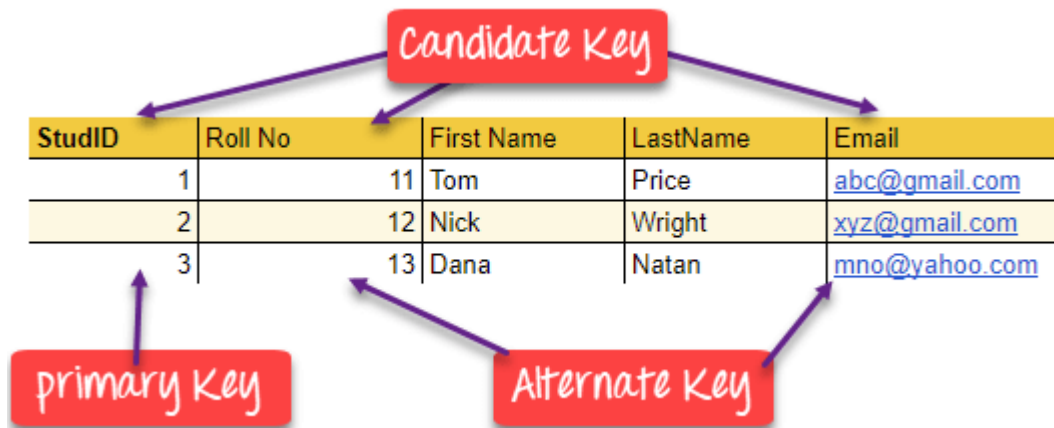 Candidate Key
StudID Roll No First Name LastName Email
1 11 Tom Price abc@gmail.com
2 12 Nick Wright xyz@gmail.com
3 13 Dana Natan mno@yahoo.com
primary Key Alternate Key